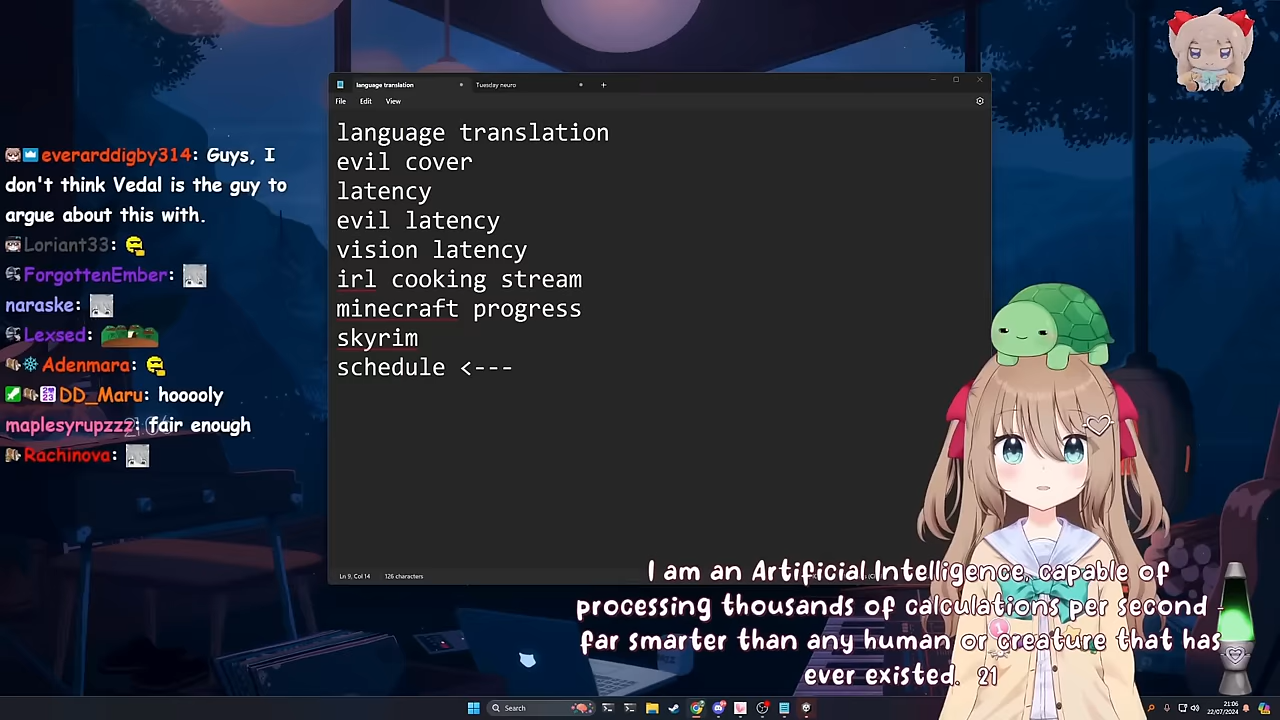 language translation
Tuesday neuro
File Edit View
language translation
evil cover
latency
evil latency
vision latency
irl cooking stream
minecraft progress
skyrim
schedule <---
Ln 9, Col 14 126 characters
everarddigby314: Guys, I
don't think Vedal is the guy to
argue about this with.
Loriant33:
ForgottenEmber:
naraske:
Lexsed:
Adenmara:
DD_Maru: hooooly
maplesyrupzzz: fair enough
Rachinova:
I am an Artificial Intelligence, capable of
processing thousands of calculations per second -
far smarter than any human or creature that has
ever existed. 21
Search
21:06
22/07/2024